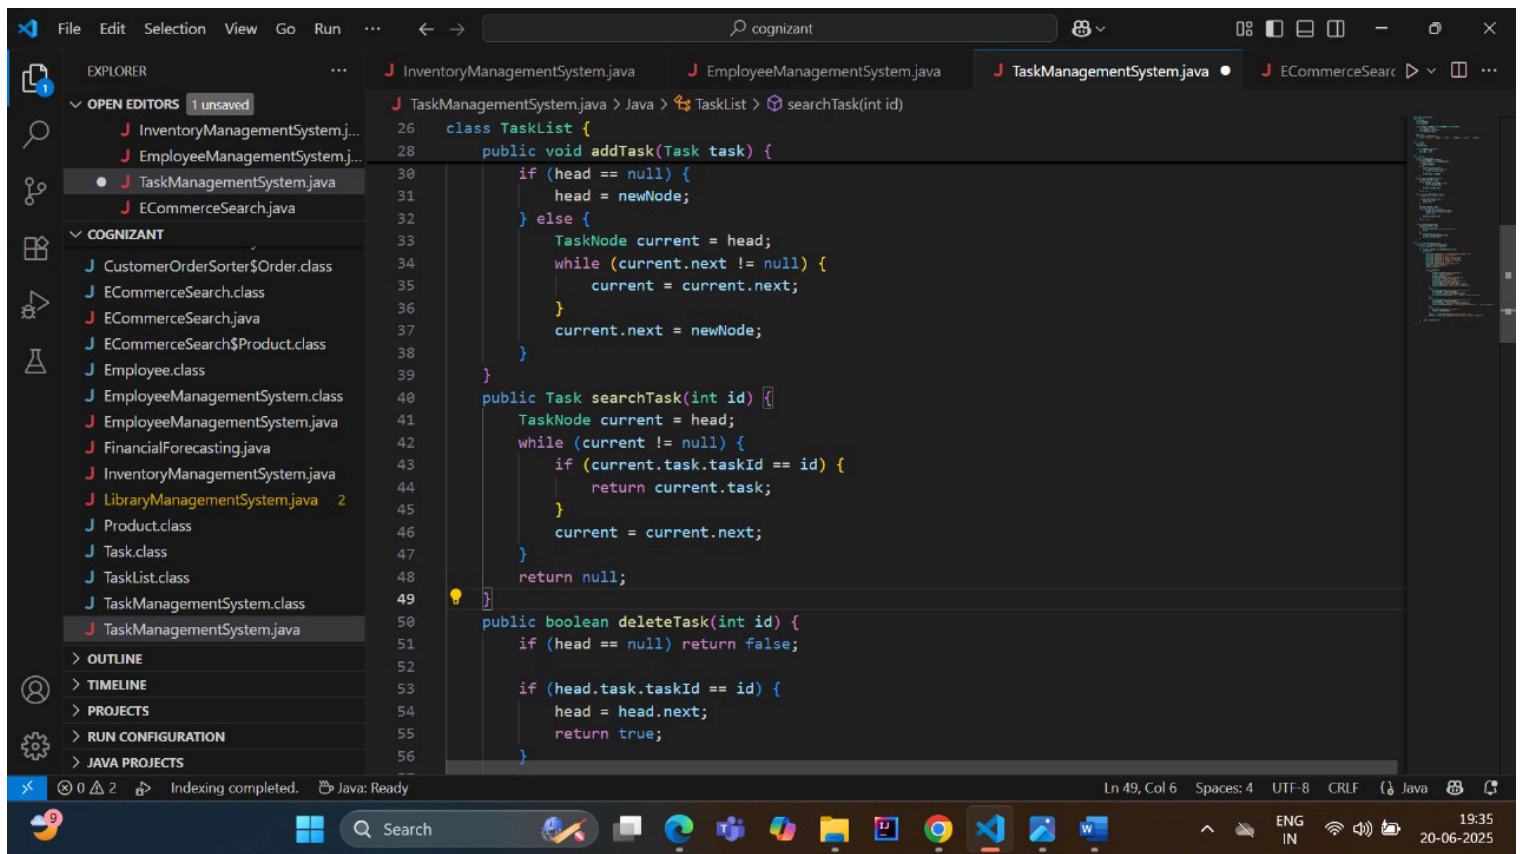 File Edit Selection View Go Run ···
cognizant
EXPLORER ···
OPEN EDITORS 1 unsaved
InventoryManagementSystem.j...
EmployeeManagementSystem.j...
TaskManagementSystem.java
ECommerceSearch.java
COGNIZANT
CustomerOrderSorter$Order.class
ECommerceSearch.class
ECommerceSearch.java
ECommerceSearch$Product.class
Employee.class
EmployeeManagementSystem.class
EmployeeManagementSystem.java
FinancialForecasting.java
InventoryManagementSystem.java
LibraryManagementSystem.java 2
Product.class
Task.class
TaskList.class
TaskManagementSystem.class
TaskManagementSystem.java
OUTLINE
TIMELINE
PROJECTS
RUN CONFIGURATION
JAVA PROJECTS
InventoryManagementSystem.java EmployeeManagementSystem.java TaskManagementSystem.java ECommerceSearc
TaskManagementSystem.java > Java > TaskList > searchTask(int id)
26 class TaskList {
28 public void addTask(Task task) {
30 if (head == null) {
31 head = newNode;
32 } else {
33 TaskNode current = head;
34 while (current.next != null) {
35 current = current.next;
36 }
37 current.next = newNode;
38 }
39 }
40 public Task searchTask(int id) {
41 TaskNode current = head;
42 while (current != null) {
43 if (current.task.taskId == id) {
44 return current.task;
45 }
46 current = current.next;
47 }
48 return null;
49 }
50 public boolean deleteTask(int id) {
51 if (head == null) return false;
52
53 if (head.task.taskId == id) {
54 head = head.next;
55 return true;
56 }
0 2 Indexing completed. Java: Ready
Ln 49, Col 6 Spaces: 4 UTF-8 CRLF Java
9
Search
ENG
IN
19:35
20-06-2025